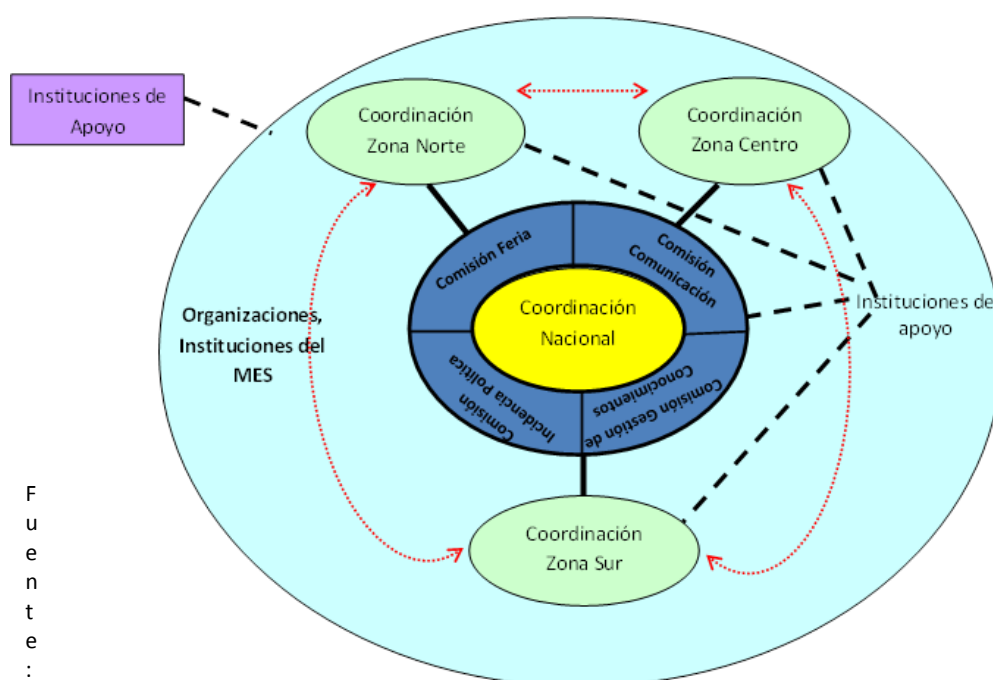 Instituciones de
Apoyo
Coordinación
Zona Norte
Coordinación
Zona Centro
Comisión Feria
Comisión
Comunicación
Coordinación
Nacional
Instituciones de
apoyo
Organizaciones,
Instituciones del
MES
Comisión
Incidencia Política
Comisión Gestión de
Conocimientos
Coordinación
Zona Sur
F
u
e
n
t
e
: